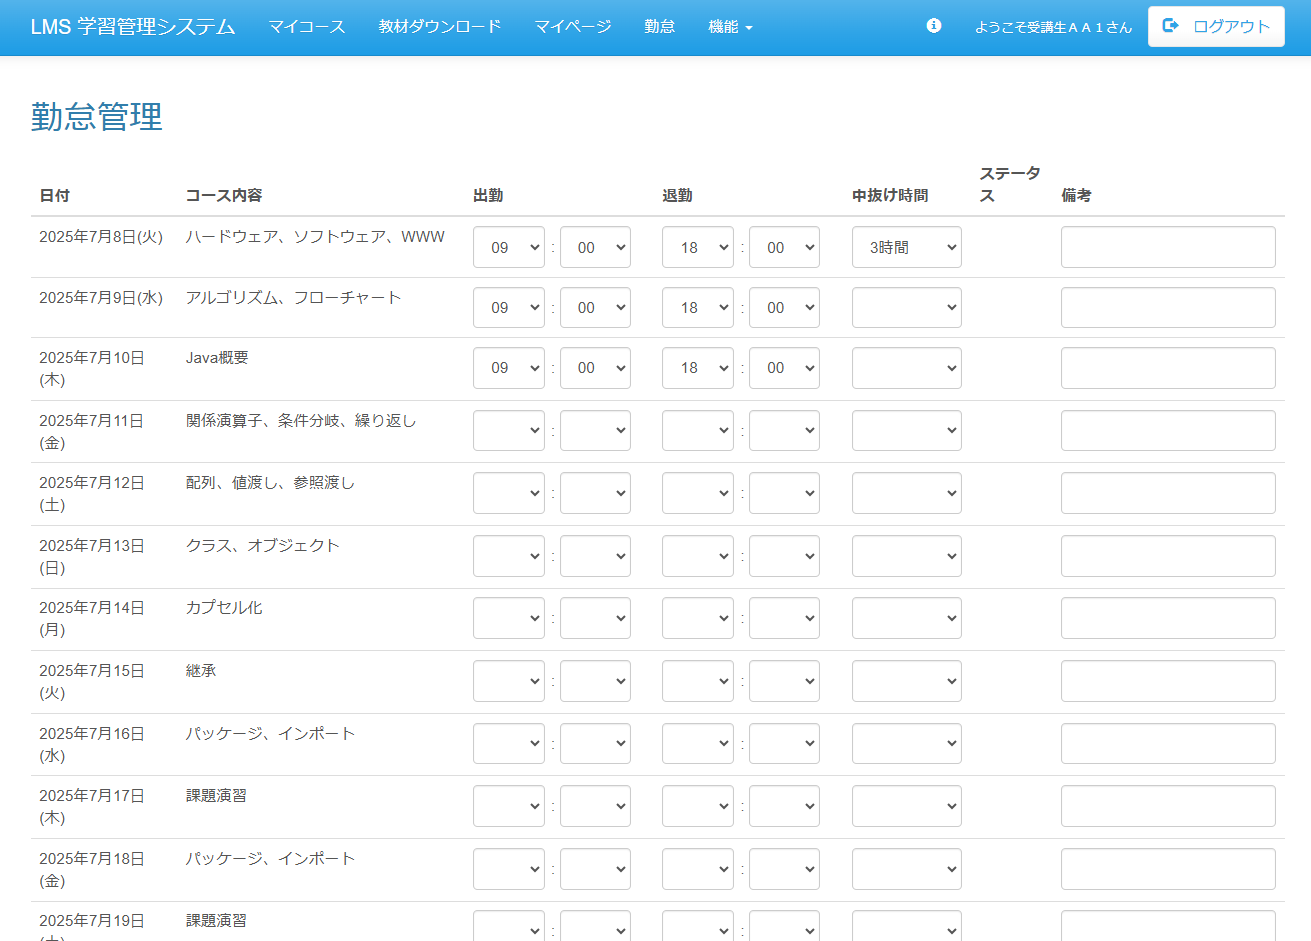 LMS 学習管理システム マイコース 教材ダウンロード マイページ 勤怠 機能 ようこそ受講生ＡＡ１さん ログアウト
勤怠管理
日付 コース内容 出勤 退勤 中抜け時間 ステータス 備考
2025年7月8日(火) ハードウェア、ソフトウェア、WWW 09 : 00 18 : 00 3時間
2025年7月9日(水) アルゴリズム、フローチャート 09 : 00 18 : 00
2025年7月10日(木) Java概要 09 : 00 18 : 00
2025年7月11日(金) 関係演算子、条件分岐、繰り返し : :
2025年7月12日(土) 配列、値渡し、参照渡し : :
2025年7月13日(日) クラス、オブジェクト : :
2025年7月14日(月) カプセル化 : :
2025年7月15日(火) 継承 : :
2025年7月16日(水) パッケージ、インポート : :
2025年7月17日(木) 課題演習 : :
2025年7月18日(金) パッケージ、インポート : :
2025年7月19日 課題演習 : :